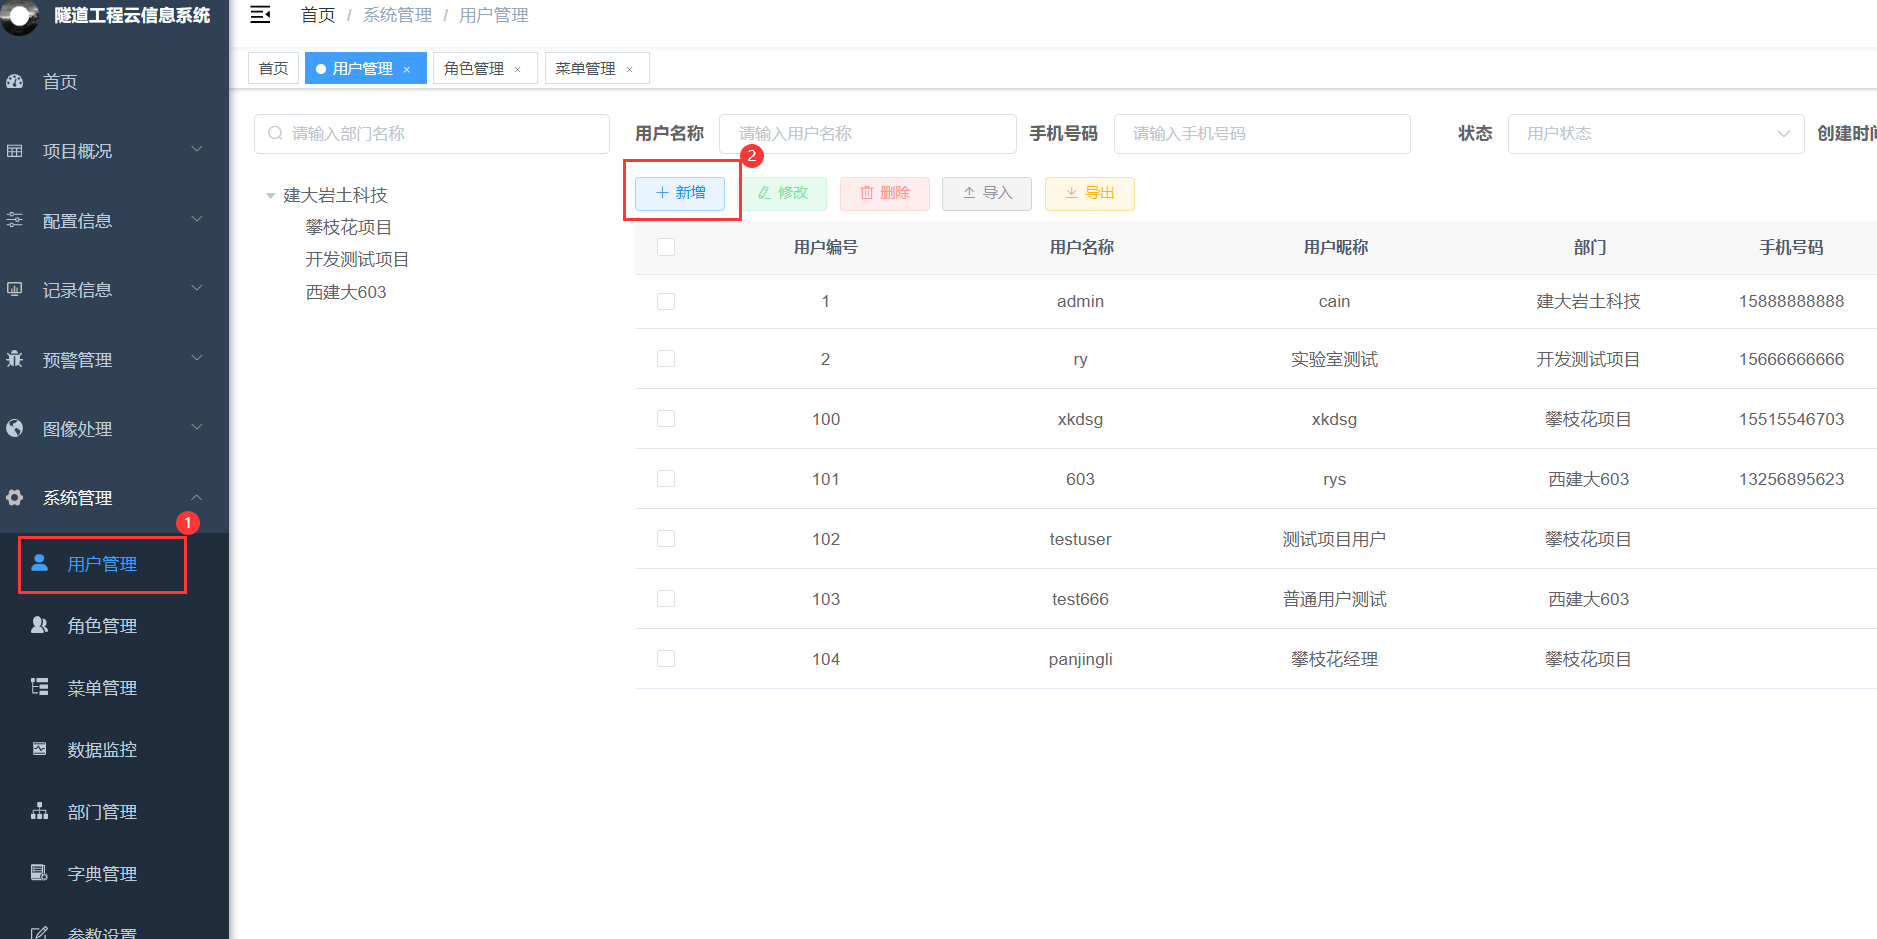 隧道工程云信息系统
首页 / 系统管理 / 用户管理
首页
项目概况
配置信息
记录信息
预警管理
图像处理
系统管理
1
用户管理
角色管理
菜单管理
数据监控
部门管理
字典管理
参数设置
首页 用户管理 × 角色管理 × 菜单管理 ×
请输入部门名称
建大岩土科技
攀枝花项目
开发测试项目
西建大603
用户名称 请输入用户名称 手机号码 请输入手机号码 状态 用户状态 创建时间
2
新增 修改 删除 导入 导出
用户编号 用户名称 用户昵称 部门 手机号码
1 admin cain 建大岩土科技 15888888888
2 ry 实验室测试 开发测试项目 15666666666
100 xkdsg xkdsg 攀枝花项目 15515546703
101 603 rys 西建大603 13256895623
102 testuser 测试项目用户 攀枝花项目
103 test666 普通用户测试 西建大603
104 panjingli 攀枝花经理 攀枝花项目